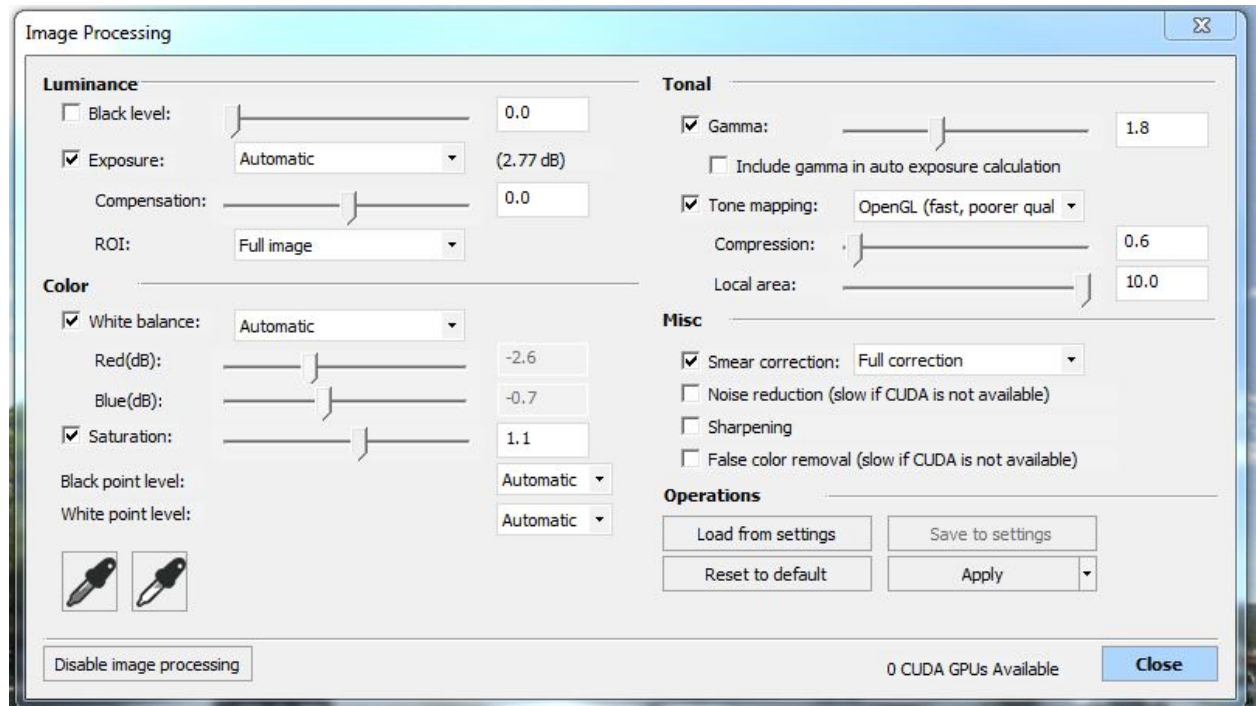 Image Processing
Luminance
Black level: 0.0
Exposure: Automatic (2.77 dB)
Compensation: 0.0
ROI: Full image
Color
White balance: Automatic
Red(dB): -2.6
Blue(dB): -0.7
Saturation: 1.1
Black point level: Automatic
White point level: Automatic
Tonal
Gamma: 1.8
Include gamma in auto exposure calculation
Tone mapping: OpenGL (fast, poorer qual
Compression: 0.6
Local area: 10.0
Misc
Smear correction: Full correction
Noise reduction (slow if CUDA is not available)
Sharpening
False color removal (slow if CUDA is not available)
Operations
Load from settings Save to settings
Reset to default Apply
Disable image processing 0 CUDA GPUs Available Close